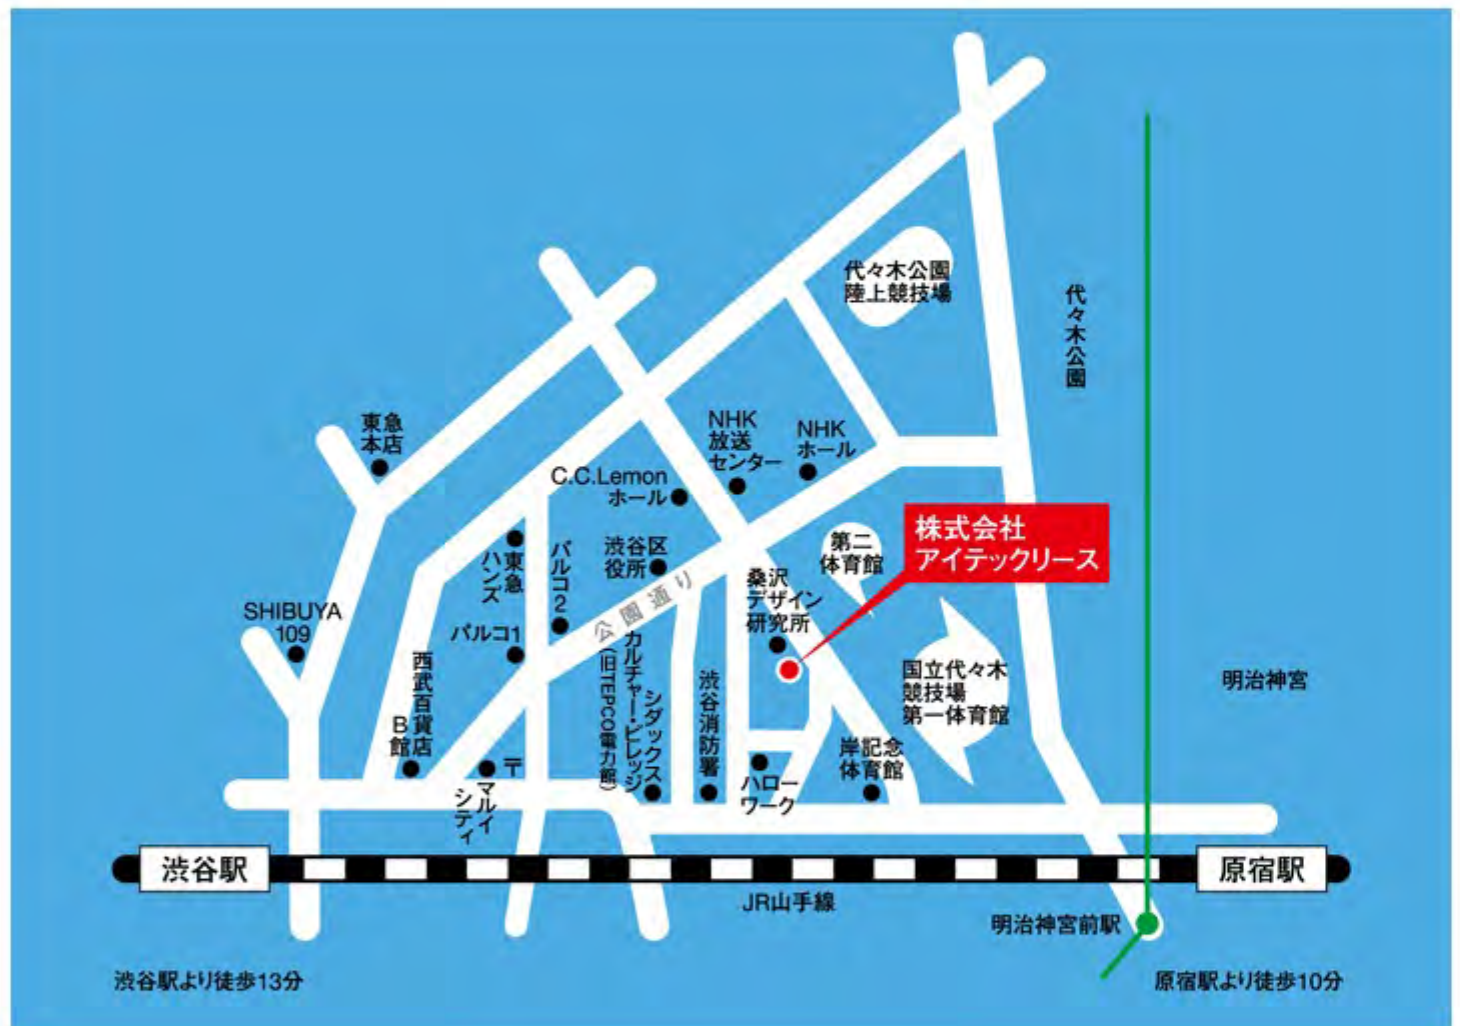 代々木公園
陸上競技場
代々木公園
東急
本店
NHK
放送
センター
NHK
ホール
C.C.Lemon
ホール
株式会社
アイテックリース
第二
体育館
東急
ハンズ
パルコ2
渋谷区
役所
公園通り
桑沢
デザイン
研究所
SHIBUYA
109
パルコ1
西武百貨店
B館
シダックス
カルチャー・ビレッジ
(旧TEPCO電力館)
渋谷消防署
国立代々木
競技場
第一体育館
明治神宮
岸記念
体育館
〒
マルイ
シティ
ハロー
ワーク
渋谷駅
原宿駅
JR山手線
明治神宮前駅
渋谷駅より徒歩13分
原宿駅より徒歩10分